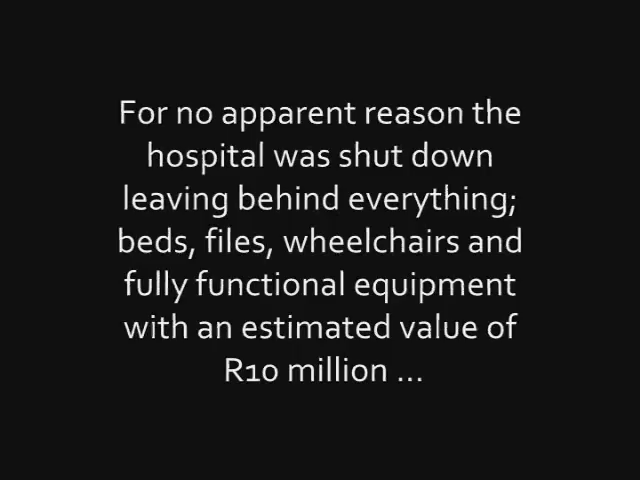 For no apparent reason the
hospital was shut down
leaving behind everything;
beds, files, wheelchairs and
fully functional equipment
with an estimated value of
R10 million ...